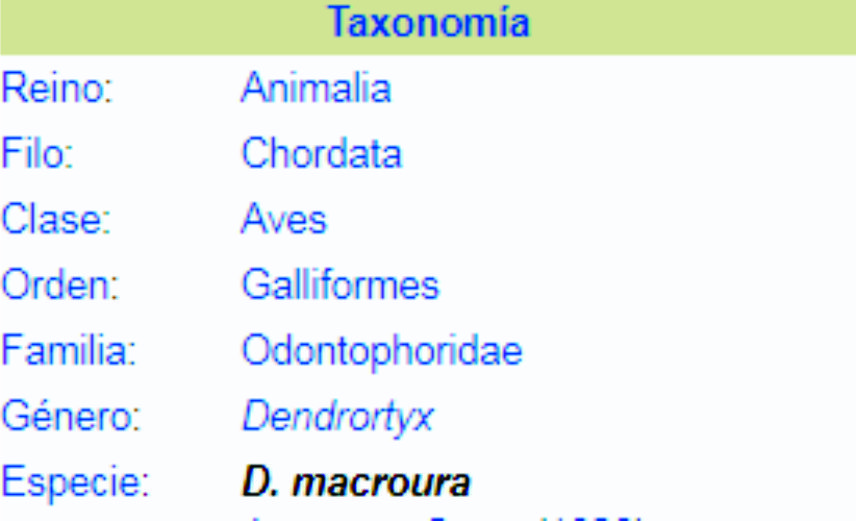 Taxonomía
Reino: Animalia
Filo: Chordata
Clase: Aves
Orden: Galliformes
Familia: Odontophoridae
Género: Dendrortyx
Especie: D. macroura